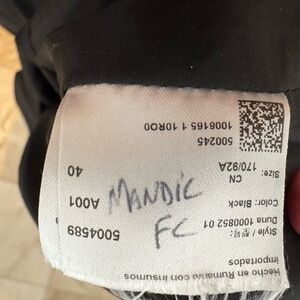 1006165 1 10R00
500245
Size: 170/92A 40
CN
Color: Black A001
Style / 型号:
Duna 1000852 01 5004589
Hecho en Rumania con insumos
importados
MANDIC
FC